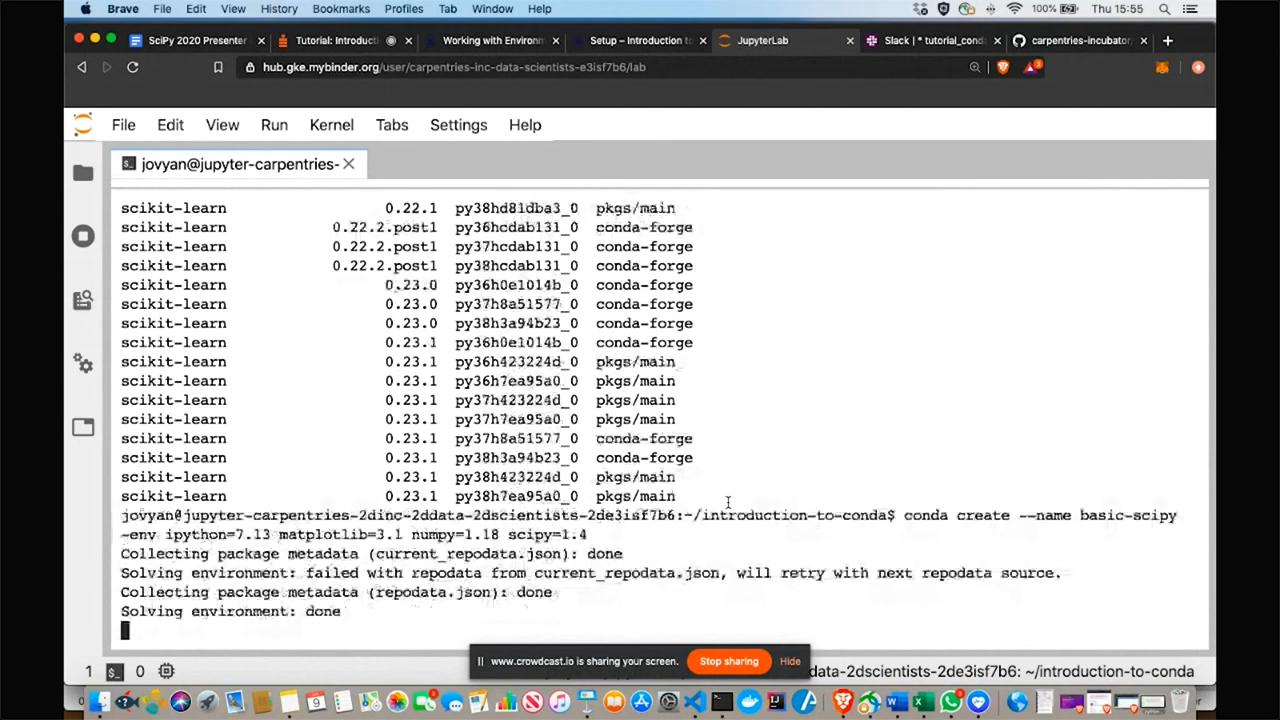 Brave File Edit View History Bookmarks Profiles Tab Window Help 100% Thu 15:55
SciPy 2020 Presenter Tutorial: Introducti Working with Environm Setup – Introduction to JupyterLab Slack | * tutorial_cond carpentries-incubator
hub.gke.mybinder.org/user/carpentries-inc-data-scientists-e3isf7b6/lab
File Edit View Run Kernel Tabs Settings Help
jovyan@jupyter-carpentries-
scikit-learn 0.22.1 py38hd81dba3_0 pkgs/main
scikit-learn 0.22.2.post1 py36hcdab131_0 conda-forge
scikit-learn 0.22.2.post1 py37hcdab131_0 conda-forge
scikit-learn 0.22.2.post1 py38hcdab131_0 conda-forge
scikit-learn 0.23.0 py36h0e1014b_0 conda-forge
scikit-learn 0.23.0 py37h8a51577_0 conda-forge
scikit-learn 0.23.0 py38h3a94b23_0 conda-forge
scikit-learn 0.23.1 py36h0e1014b_0 conda-forge
scikit-learn 0.23.1 py36h423224d_0 pkgs/main
scikit-learn 0.23.1 py36h7ea95a0_0 pkgs/main
scikit-learn 0.23.1 py37h423224d_0 pkgs/main
scikit-learn 0.23.1 py37h7ea95a0_0 pkgs/main
scikit-learn 0.23.1 py37h8a51577_0 conda-forge
scikit-learn 0.23.1 py38h3a94b23_0 conda-forge
scikit-learn 0.23.1 py38h423224d_0 pkgs/main
scikit-learn 0.23.1 py38h7ea95a0_0 pkgs/main
jovyan@jupyter-carpentries-2dinc-2ddata-2dscientists-2de3isf7b6:~/introduction-to-conda$ conda create --name basic-scipy
-env ipython=7.13 matplotlib=3.1 numpy=1.18 scipy=1.4
Collecting package metadata (current_repodata.json): done
Solving environment: failed with repodata from current_repodata.json, will retry with next repodata source.
Collecting package metadata (repodata.json): done
Solving environment: done
www.crowdcast.io is sharing your screen. Stop sharing Hide
1 0 data-2dscientists-2de3isf7b6: ~/introduction-to-conda